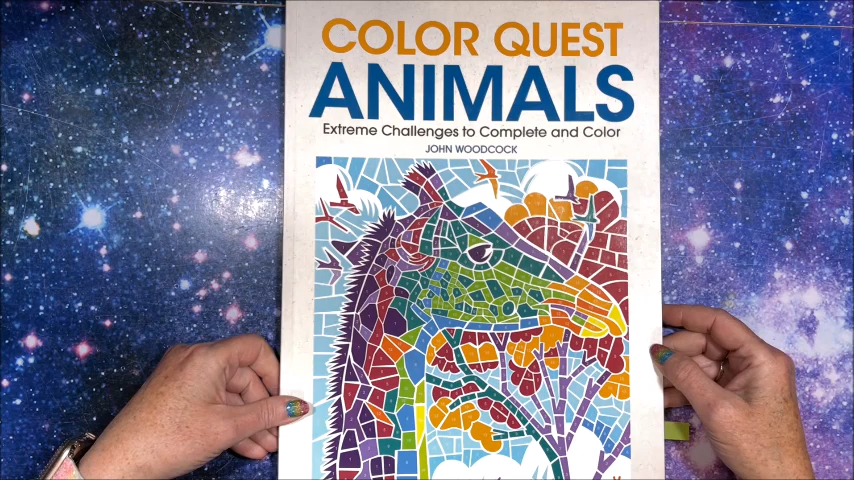 COLOR QUEST
ANIMALS
Extreme Challenges to Complete and Color
JOHN WOODCOCK